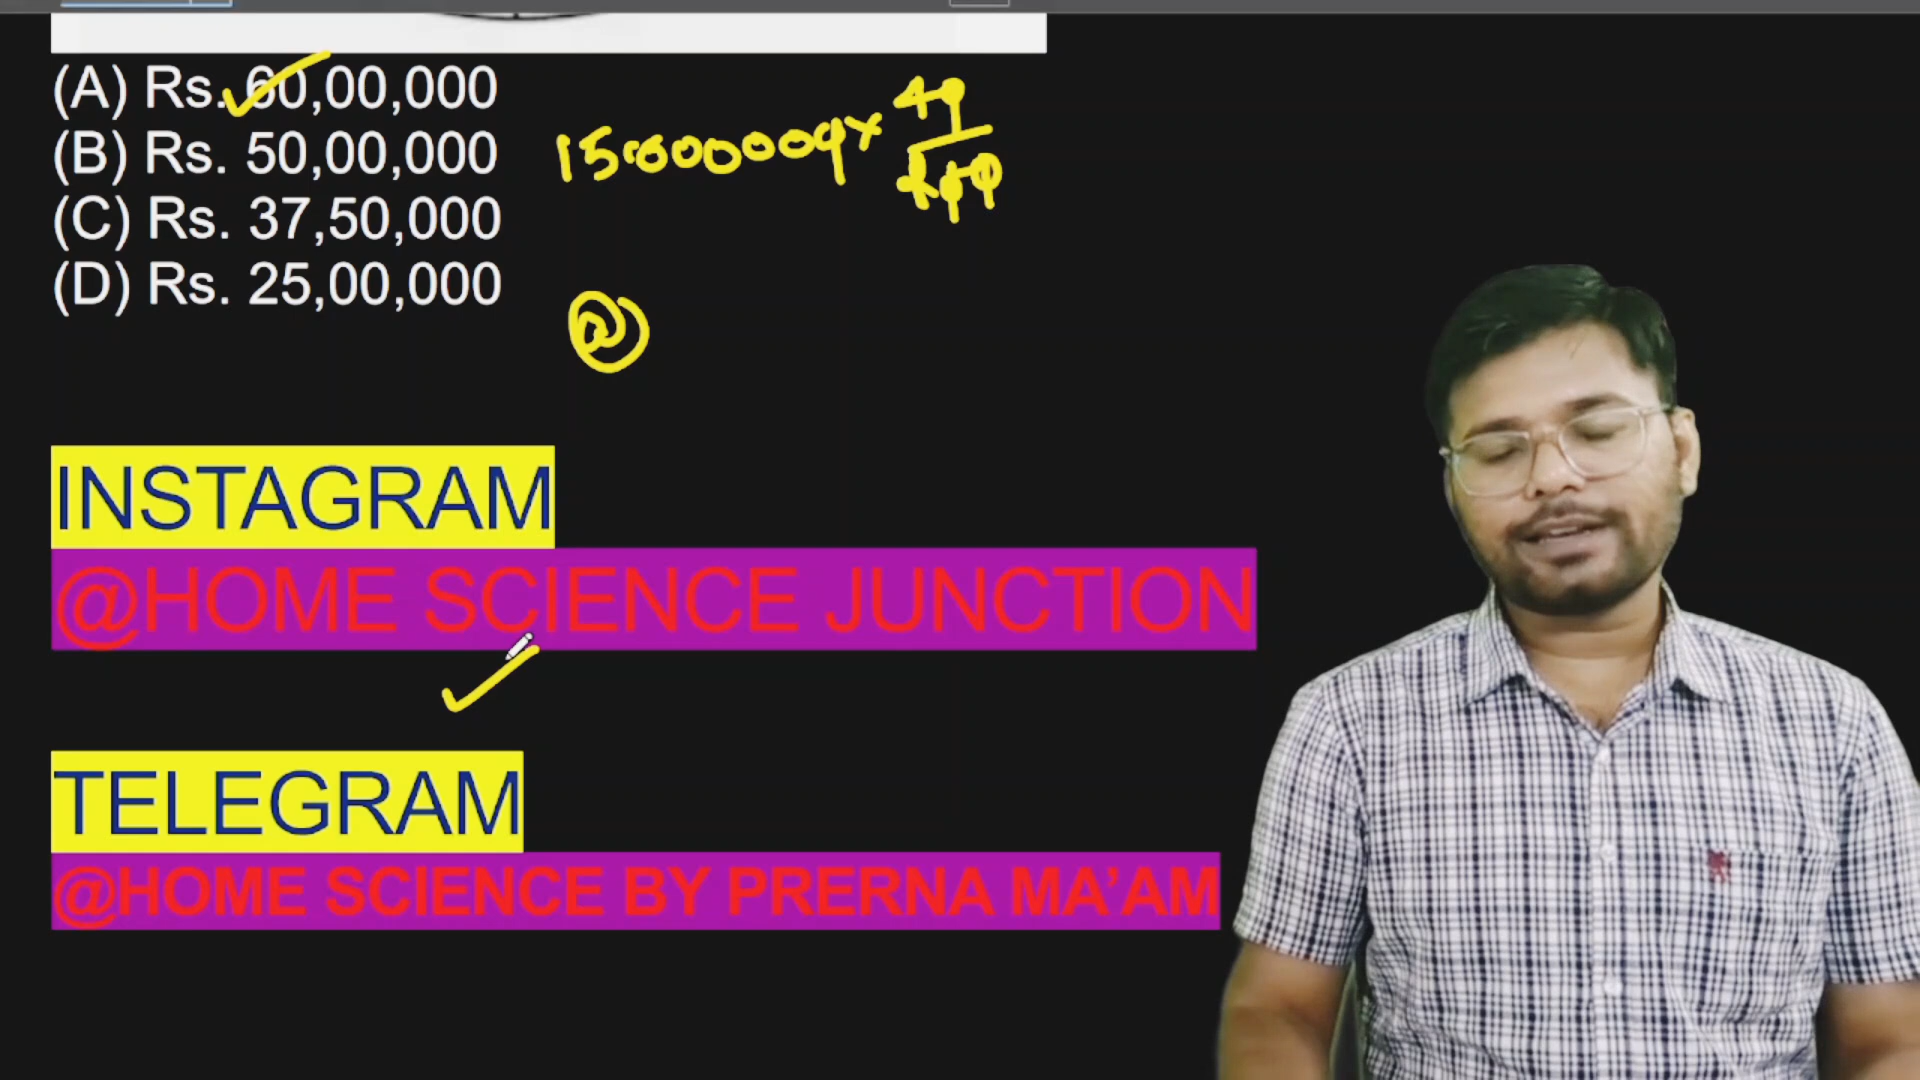 (A) Rs. 60,00,000
(B) Rs. 50,00,000
(C) Rs. 37,50,000
(D) Rs. 25,00,000
INSTAGRAM
@HOME SCIENCE JUNCTION
TELEGRAM
@HOME SCIENCE BY PRERNA MA’AM